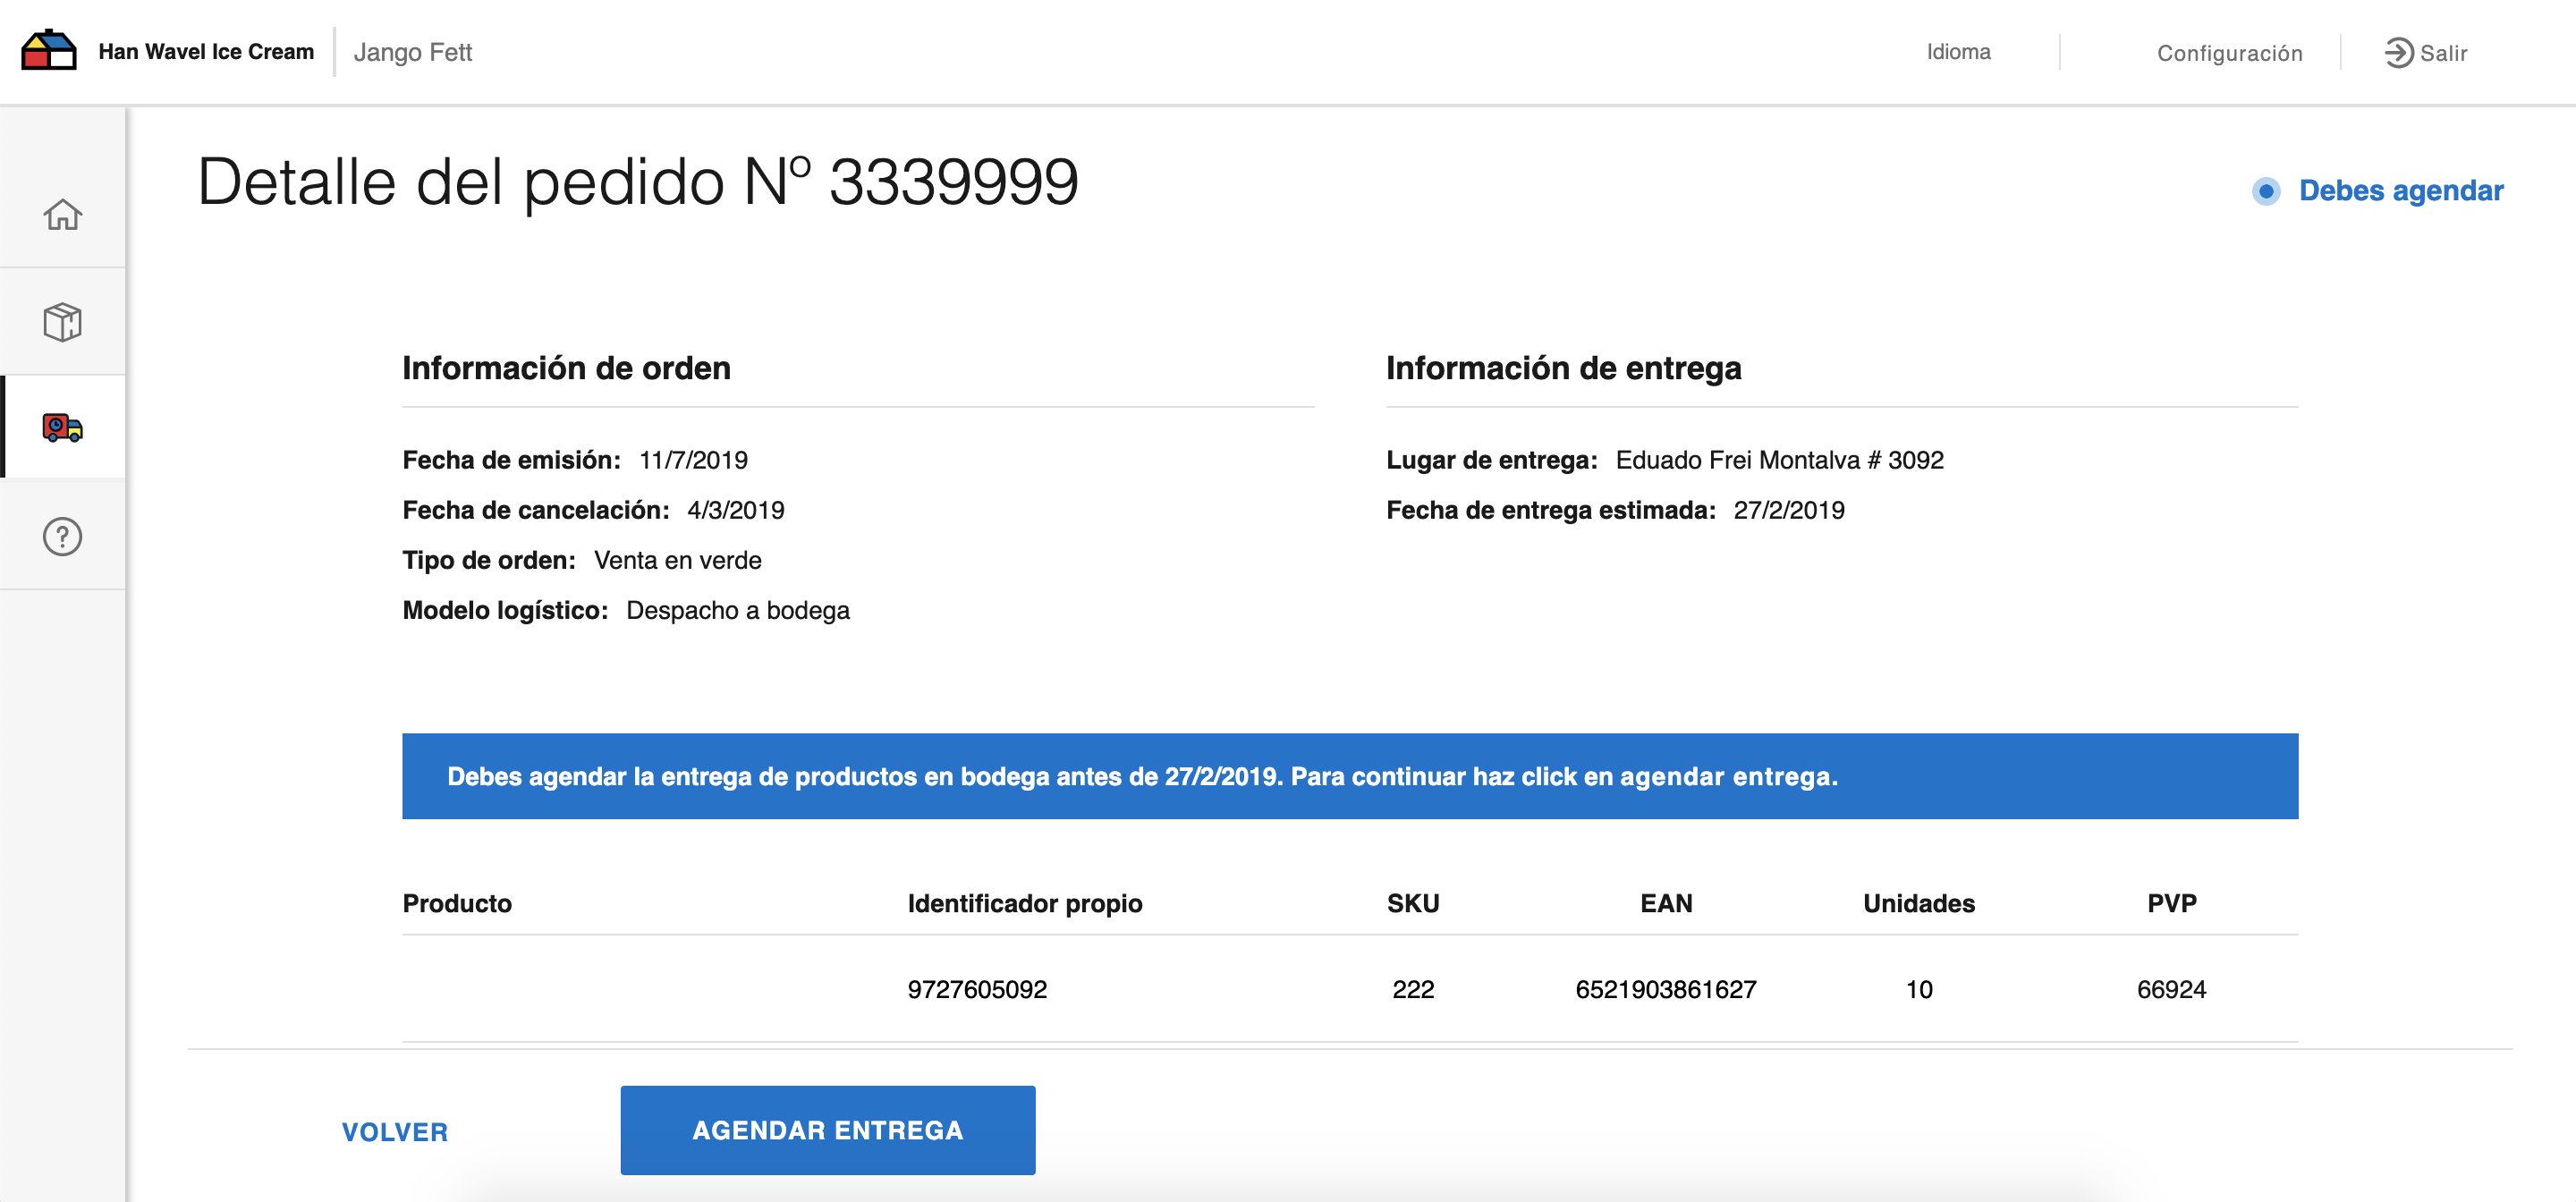 Han Wavel Ice Cream Jango Fett Idioma Configuración Salir
Detalle del pedido Nº 3339999
Debes agendar
Información de orden
Fecha de emisión: 11/7/2019
Fecha de cancelación: 4/3/2019
Tipo de orden: Venta en verde
Modelo logístico: Despacho a bodega
Información de entrega
Lugar de entrega: Eduado Frei Montalva # 3092
Fecha de entrega estimada: 27/2/2019
Debes agendar la entrega de productos en bodega antes de 27/2/2019. Para continuar haz click en agendar entrega.
Producto Identificador propio SKU EAN Unidades PVP
9727605092 222 6521903861627 10 66924
VOLVER AGENDAR ENTREGA